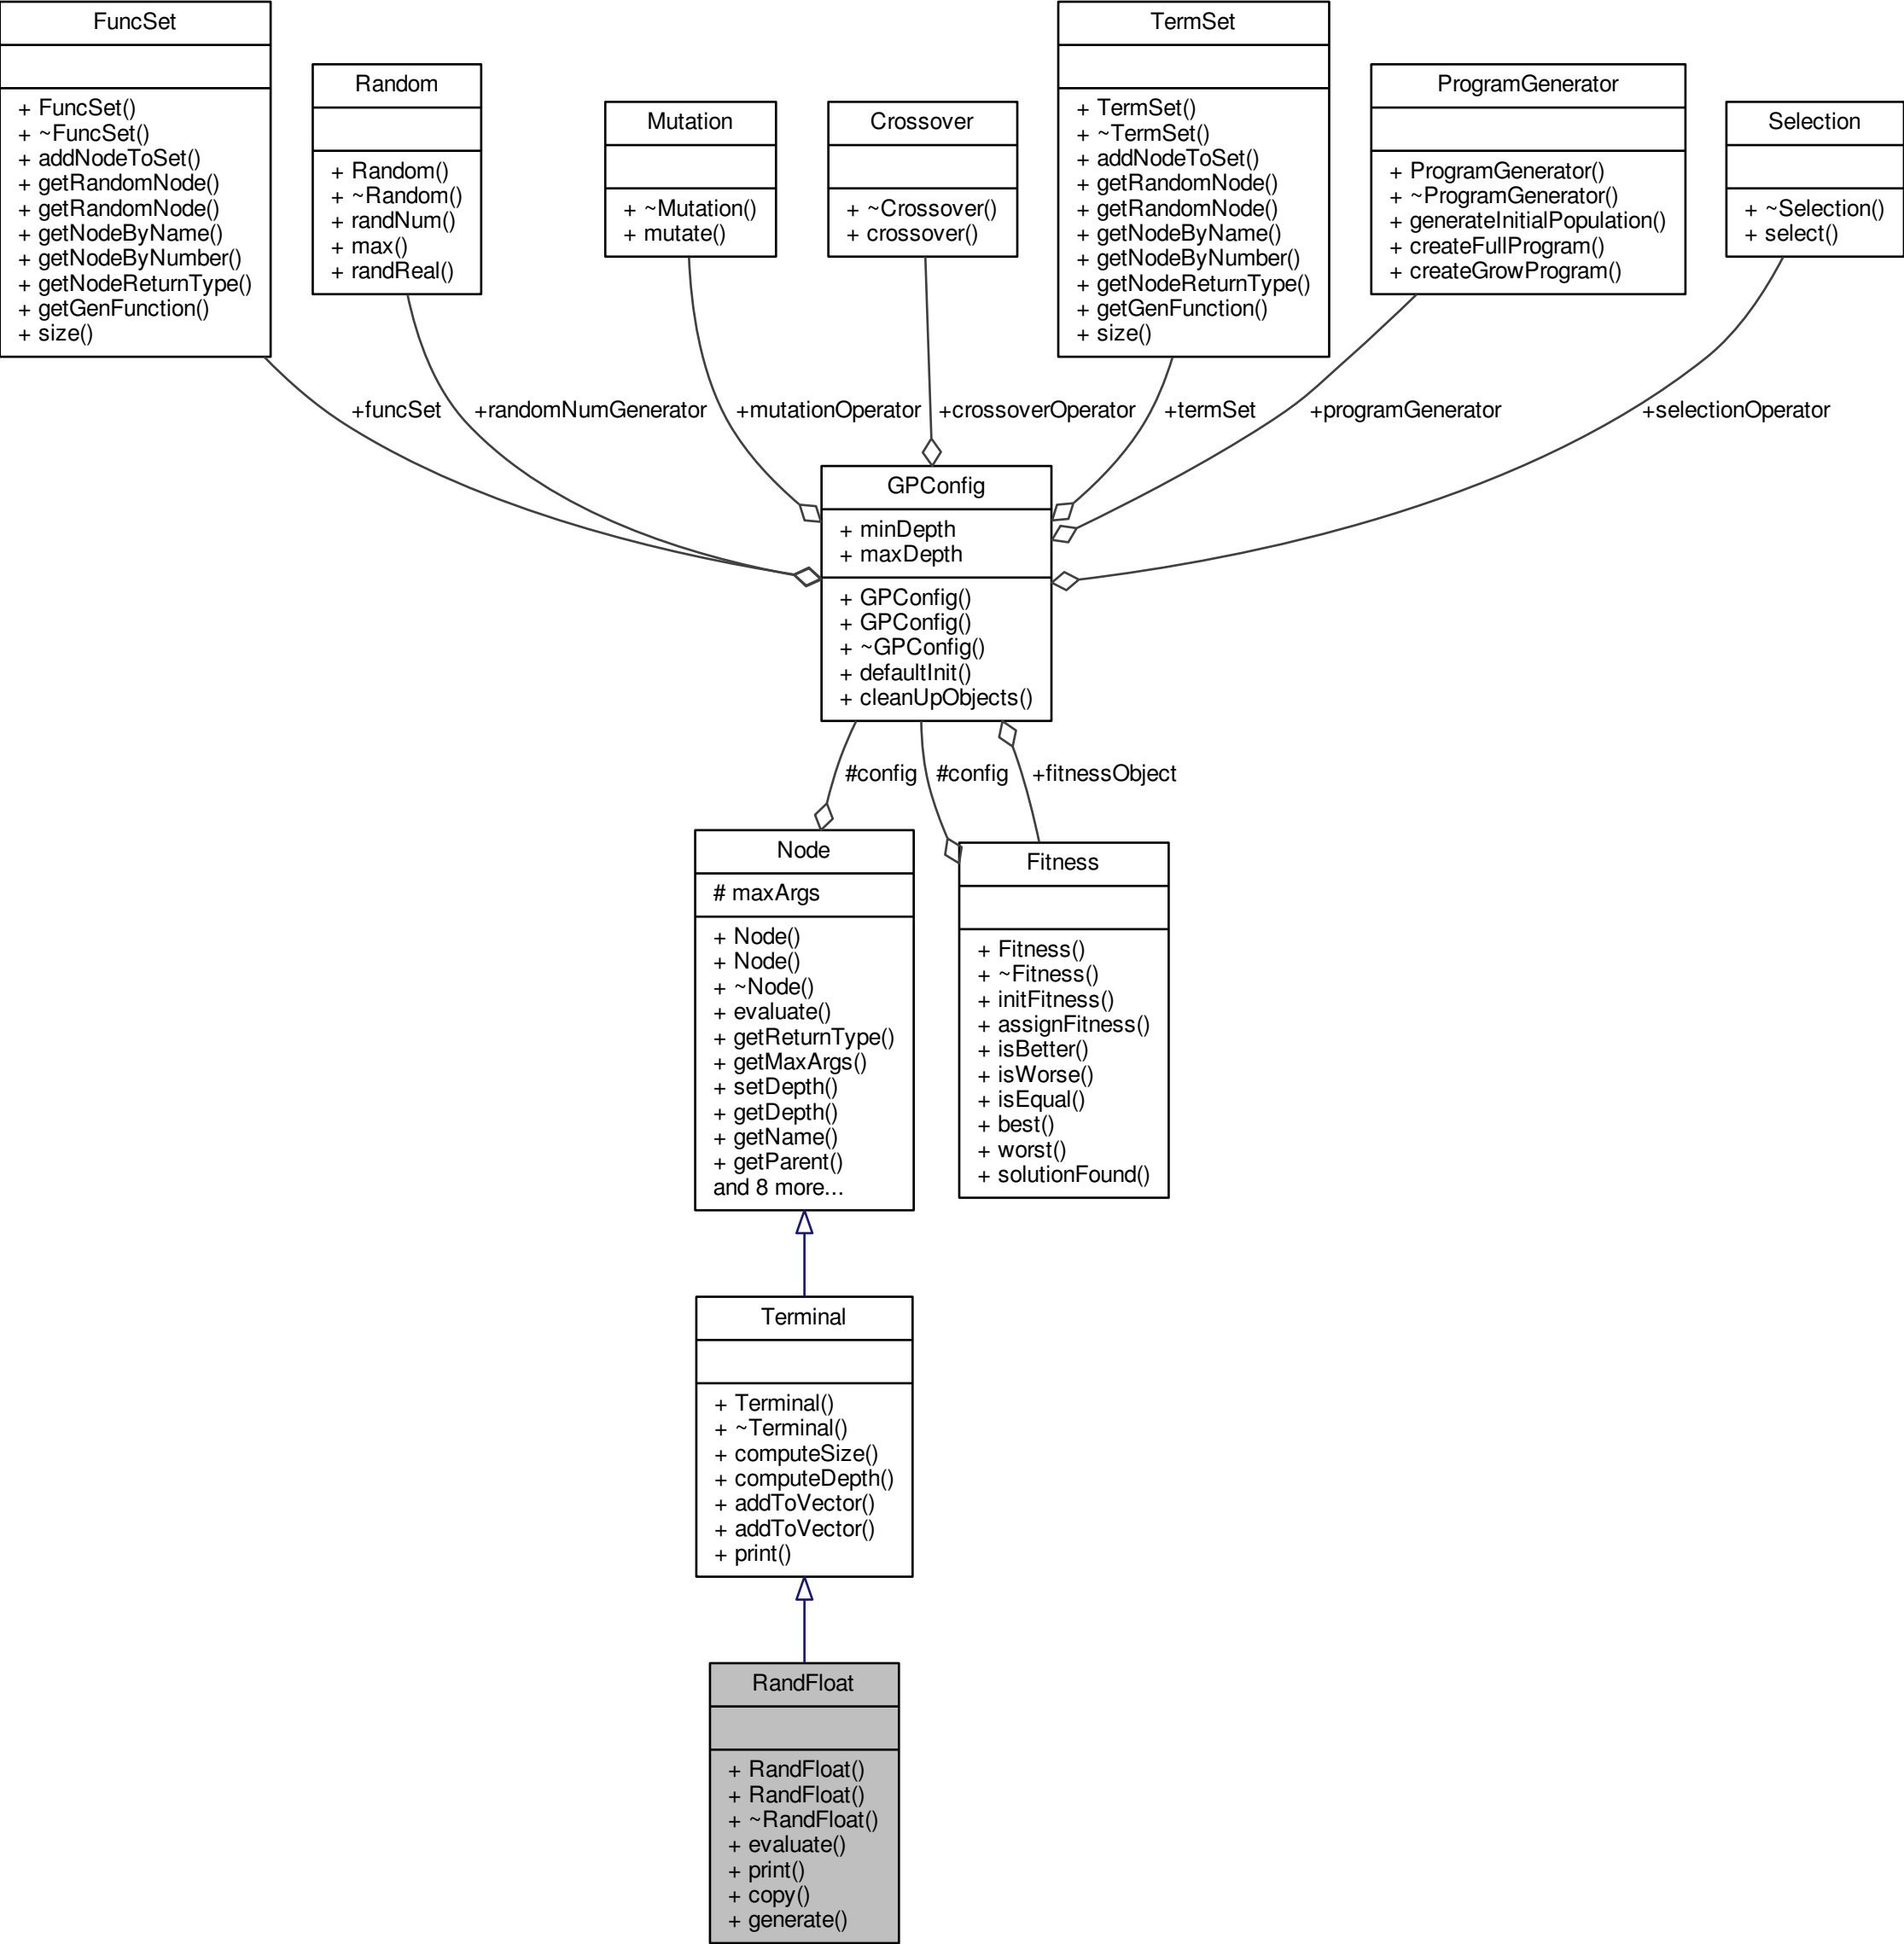 FuncSet
+ FuncSet()
+ ~FuncSet()
+ addNodeToSet()
+ getRandomNode()
+ getRandomNode()
+ getNodeByName()
+ getNodeByNumber()
+ getNodeReturnType()
+ getGenFunction()
+ size()
Random
+ Random()
+ ~Random()
+ randNum()
+ max()
+ randReal()
Mutation
+ ~Mutation()
+ mutate()
Crossover
+ ~Crossover()
+ crossover()
TermSet
+ TermSet()
+ ~TermSet()
+ addNodeToSet()
+ getRandomNode()
+ getRandomNode()
+ getNodeByName()
+ getNodeByNumber()
+ getNodeReturnType()
+ getGenFunction()
+ size()
ProgramGenerator
+ ProgramGenerator()
+ ~ProgramGenerator()
+ generateInitialPopulation()
+ createFullProgram()
+ createGrowProgram()
Selection
+ ~Selection()
+ select()
+funcSet
+randomNumGenerator
+mutationOperator
+crossoverOperator
+termSet
+programGenerator
+selectionOperator
GPConfig
+ minDepth
+ maxDepth
+ GPConfig()
+ GPConfig()
+ ~GPConfig()
+ defaultInit()
+ cleanUpObjects()
#config
#config
+fitnessObject
Node
# maxArgs
+ Node()
+ Node()
+ ~Node()
+ evaluate()
+ getReturnType()
+ getMaxArgs()
+ setDepth()
+ getDepth()
+ getName()
+ getParent()
and 8 more...
Fitness
+ Fitness()
+ ~Fitness()
+ initFitness()
+ assignFitness()
+ isBetter()
+ isWorse()
+ isEqual()
+ best()
+ worst()
+ solutionFound()
Terminal
+ Terminal()
+ ~Terminal()
+ computeSize()
+ computeDepth()
+ addToVector()
+ addToVector()
+ print()
RandFloat
+ RandFloat()
+ RandFloat()
+ ~RandFloat()
+ evaluate()
+ print()
+ copy()
+ generate()